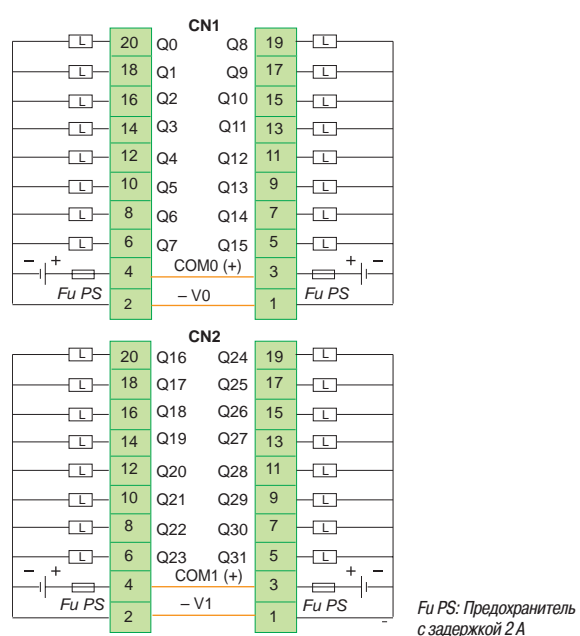 CN1
L 20 Q0 Q8 19 L
L 18 Q1 Q9 17 L
L 16 Q2 Q10 15 L
L 14 Q3 Q11 13 L
L 12 Q4 Q12 11 L
L 10 Q5 Q13 9 L
L 8 Q6 Q14 7 L
L 6 Q7 Q15 5 L
– + 4 COM0 (+) 3 + –
Fu PS 2 – V0 1 Fu PS
CN2
L 20 Q16 Q24 19 L
L 18 Q17 Q25 17 L
L 16 Q18 Q26 15 L
L 14 Q19 Q27 13 L
L 12 Q20 Q28 11 L
L 10 Q21 Q29 9 L
L 8 Q22 Q30 7 L
L 6 Q23 Q31 5 L
– + 4 COM1 (+) 3 + –
Fu PS 2 – V1 1 Fu PS
Fu PS: Предохранитель
с задержкой 2 А